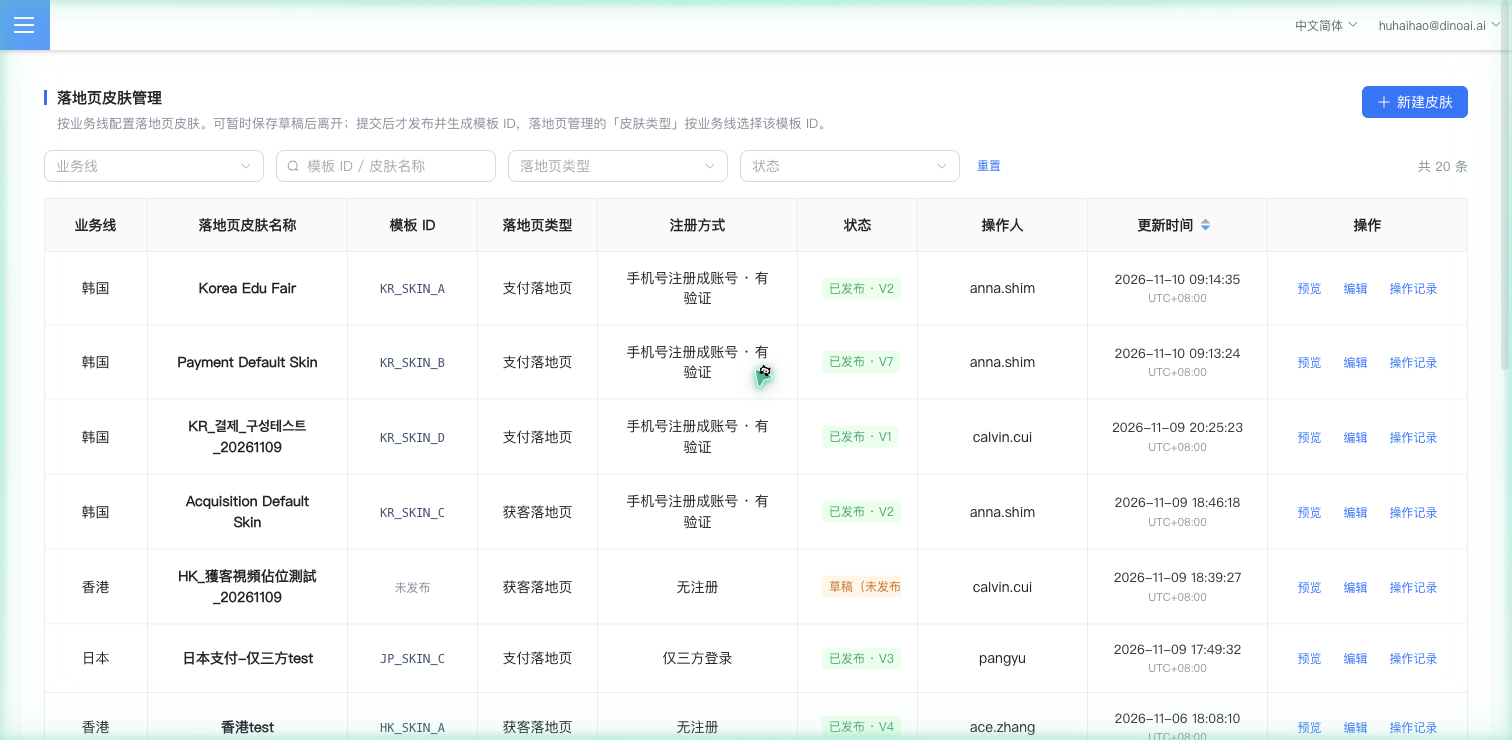 中文简体
huhaihao@dinoai.ai
落地页皮肤管理
新建皮肤
按业务线配置落地页皮肤。可暂时保存草稿后离开；提交后才发布并生成模板 ID，落地页管理的「皮肤类型」按业务线选择该模板 ID。
业务线 模板 ID / 皮肤名称 落地页类型 状态 重置 共 20 条
业务线 落地页皮肤名称 模板 ID 落地页类型 注册方式 状态 操作人 更新时间 操作
韩国 Korea Edu Fair KR_SKIN_A 支付落地页 手机号注册成账号 · 有
验证 已发布 · V2 anna.shim 2026-11-10 09:14:35
UTC+08:00 预览 编辑 操作记录
韩国 Payment Default Skin KR_SKIN_B 支付落地页 手机号注册成账号 · 有
验证 已发布 · V7 anna.shim 2026-11-10 09:13:24
UTC+08:00 预览 编辑 操作记录
韩国 KR_결제_구성테스트
_20261109 KR_SKIN_D 支付落地页 手机号注册成账号 · 有
验证 已发布 · V1 calvin.cui 2026-11-09 20:25:23
UTC+08:00 预览 编辑 操作记录
韩国 Acquisition Default
Skin KR_SKIN_C 获客落地页 手机号注册成账号 · 有
验证 已发布 · V2 anna.shim 2026-11-09 18:46:18
UTC+08:00 预览 编辑 操作记录
香港 HK_獲客視頻佔位測試
_20261109 未发布 获客落地页 无注册 草稿（未发布 calvin.cui 2026-11-09 18:39:27
UTC+08:00 预览 编辑 操作记录
日本 日本支付-仅三方test JP_SKIN_C 支付落地页 仅三方登录 已发布 · V3 pangyu 2026-11-09 17:49:32
UTC+08:00 预览 编辑 操作记录
香港 香港test HK_SKIN_A 获客落地页 无注册 已发布 · V4 ace.zhang 2026-11-06 18:08:10
UTC+08:00 预览 编辑 操作记录